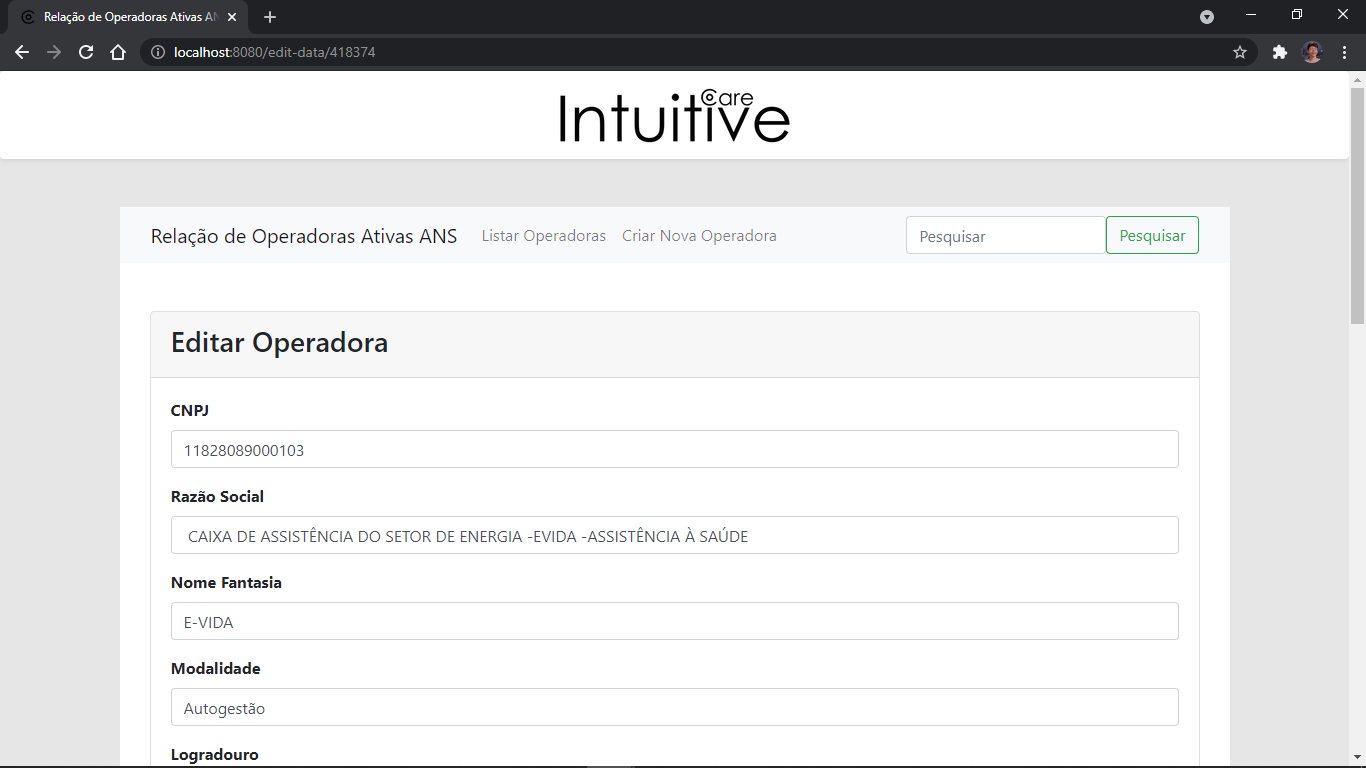 Relação de Operadoras Ativas AN
localhost:8080/edit-data/418374
Intuitive Care
Relação de Operadoras Ativas ANS Listar Operadoras Criar Nova Operadora Pesquisar Pesquisar
Editar Operadora
CNPJ
11828089000103
Razão Social
CAIXA DE ASSISTÊNCIA DO SETOR DE ENERGIA -EVIDA -ASSISTÊNCIA À SAÚDE
Nome Fantasia
E-VIDA
Modalidade
Autogestão
Logradouro